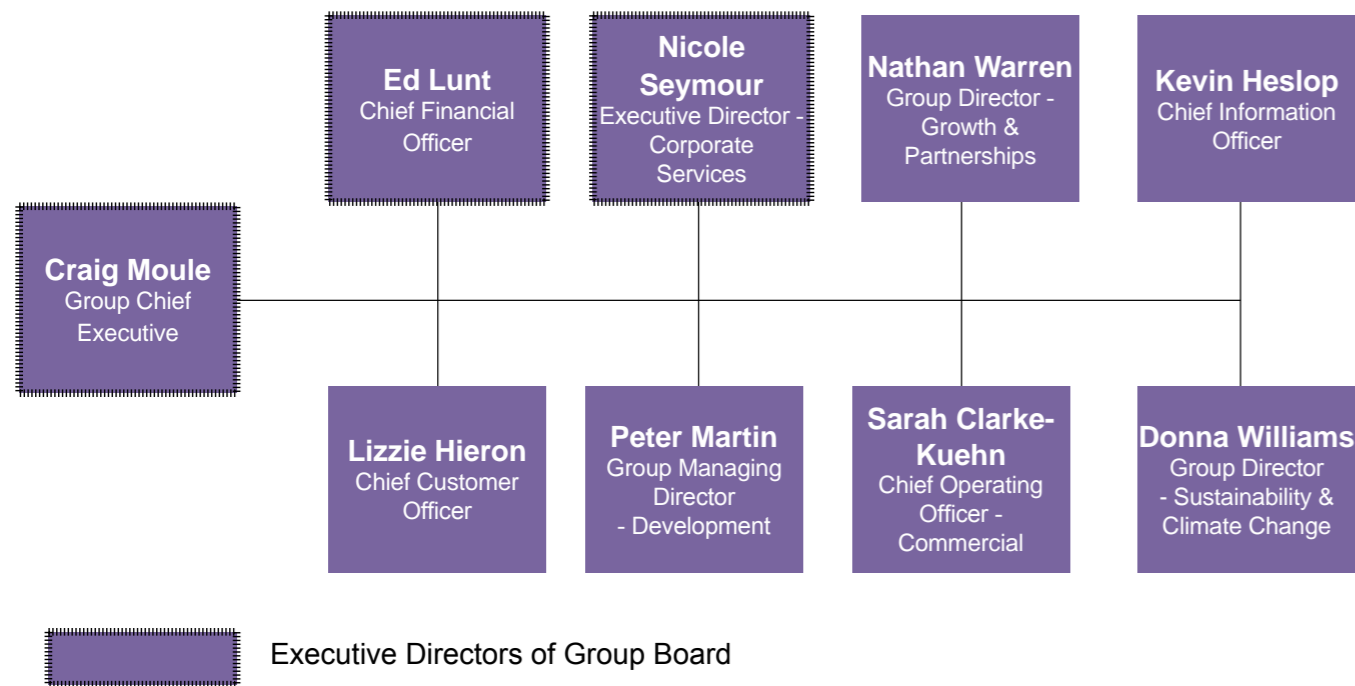 Ed Lunt
Chief Financial
Officer
Nicole
Seymour
Executive Director -
Corporate
Services
Nathan Warren
Group Director -
Growth &
Partnerships
Kevin Heslop
Chief Information
Officer
Craig Moule
Group Chief
Executive
Lizzie Hieron
Chief Customer
Officer
Peter Martin
Group Managing
Director
- Development
Sarah Clarke-
Kuehn
Chief Operating
Officer -
Commercial
Donna Williams
Group Director
- Sustainability &
Climate Change
Executive Directors of Group Board